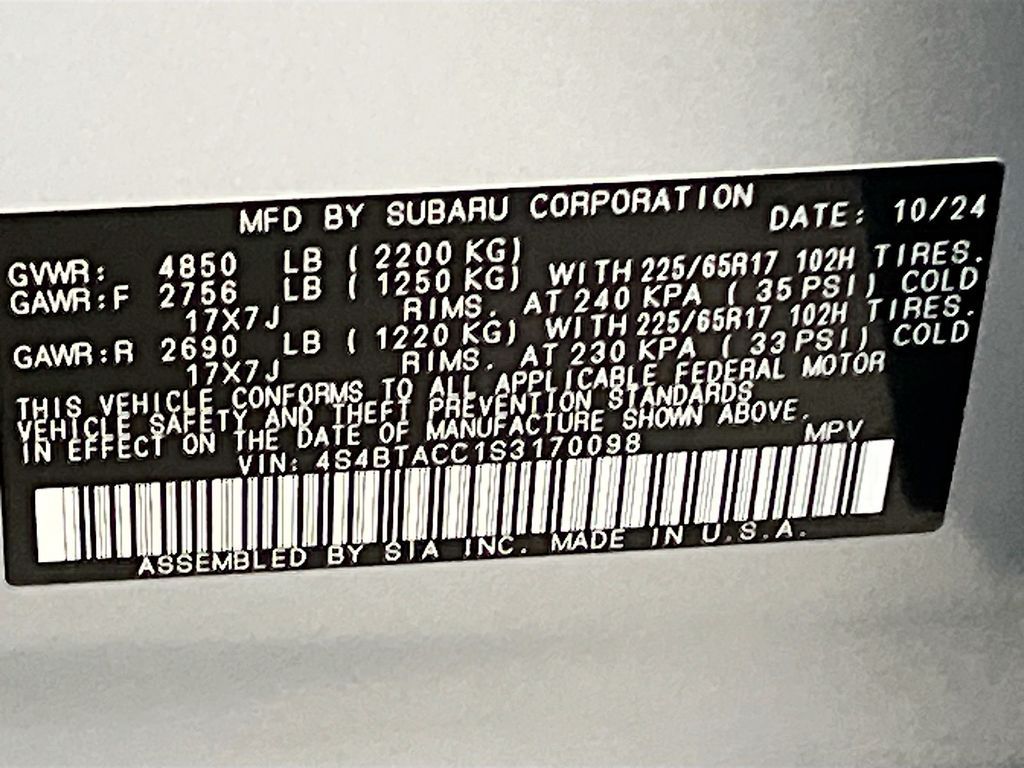 MFD BY SUBARU CORPORATION DATE: 10/24
GVWR: 4850 LB ( 2200 KG)
GAWR:F 2756 LB ( 1250 KG) WITH 225/65R17 102H TIRES.
17X7J RIMS. AT 240 KPA ( 35 PSI) COLD
GAWR:R 2690 LB ( 1220 KG) WITH 225/65R17 102H TIRES.
17X7J RIMS. AT 230 KPA ( 33 PSI) COLD
THIS VEHICLE CONFORMS TO ALL APPLICABLE FEDERAL MOTOR
VEHICLE SAFETY AND THEFT PREVENTION STANDARDS
IN EFFECT ON THE DATE OF MANUFACTURE SHOWN ABOVE.
VIN: 4S4BTACC1S3170098 MPV
ASSEMBLED BY SIA INC. MADE IN U.S.A.